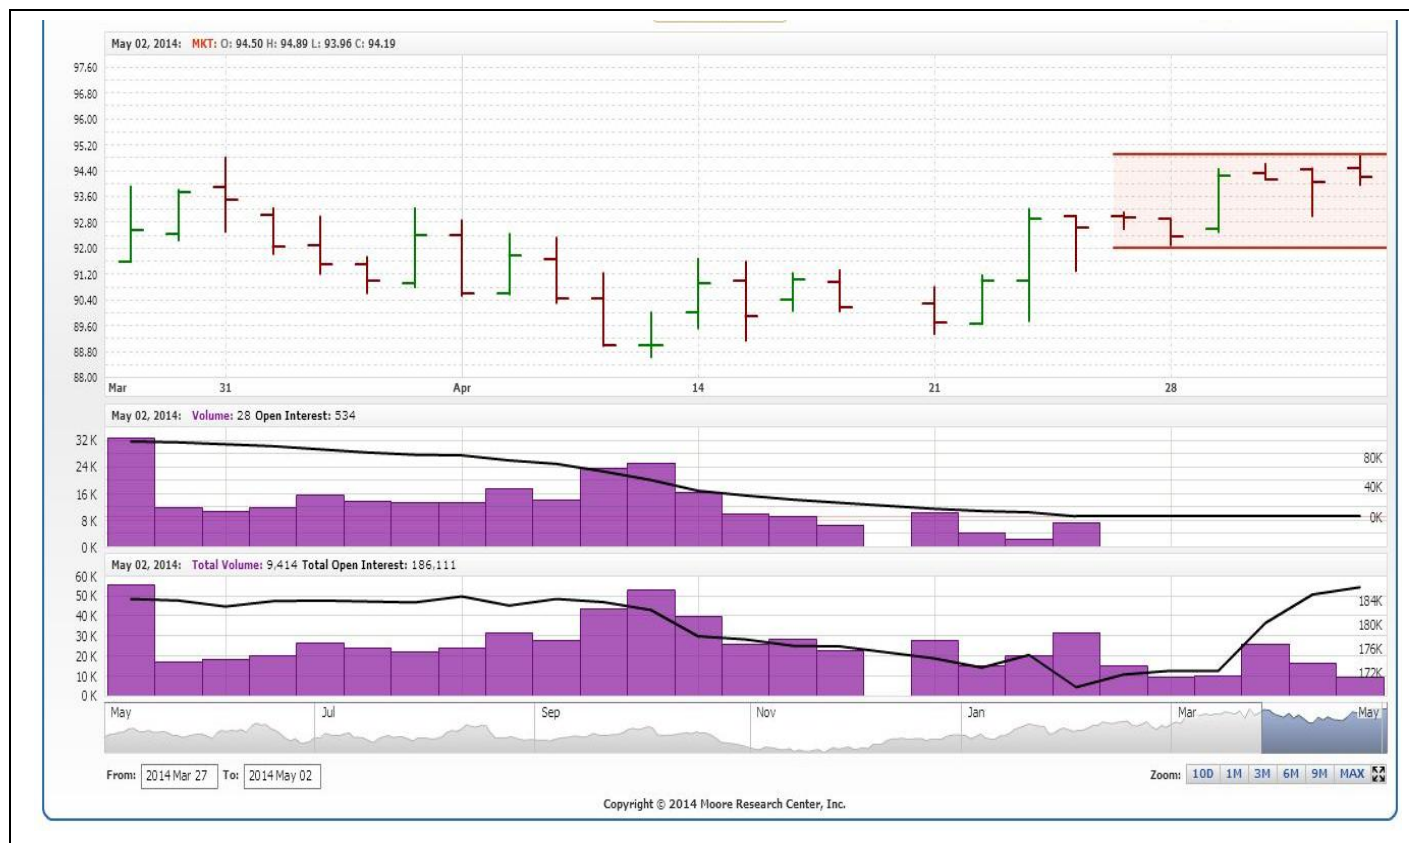 May 02, 2014: MKT: O: 94.50 H: 94.89 L: 93.96 C: 94.19
97.60
96.80
96.00
95.20
94.40
93.60
92.80
92.00
91.20
90.40
89.60
88.80
88.00
Mar 31 Apr 14 21 28
May 02, 2014: Volume: 28 Open Interest: 534
32 K
24 K
16 K
8 K
0 K
80K
40K
0K
May 02, 2014: Total Volume: 9,414 Total Open Interest: 186,111
60 K
50 K
40 K
30 K
20 K
10 K
0 K
184K
180K
176K
172K
May Jul Sep Nov Jan Mar May
From: 2014 Mar 27 To: 2014 May 02 Zoom: 10D 1M 3M 6M 9M MAX
Copyright © 2014 Moore Research Center, Inc.